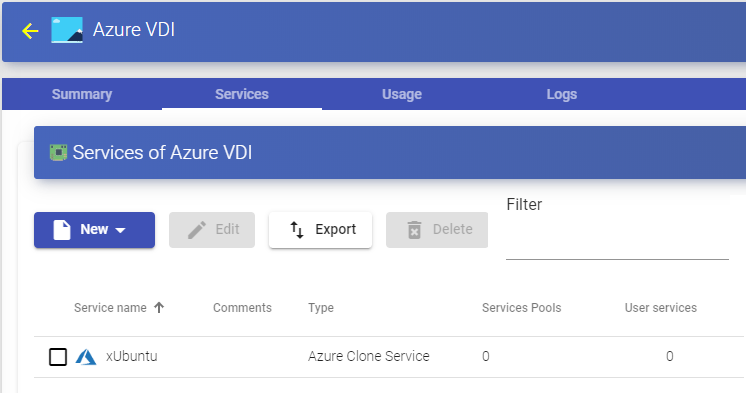 Azure VDI
Summary Services Usage Logs
Services of Azure VDI
Filter
New Edit Export Delete
Service name Comments Type Services Pools User services
xUbuntu Azure Clone Service 0 0